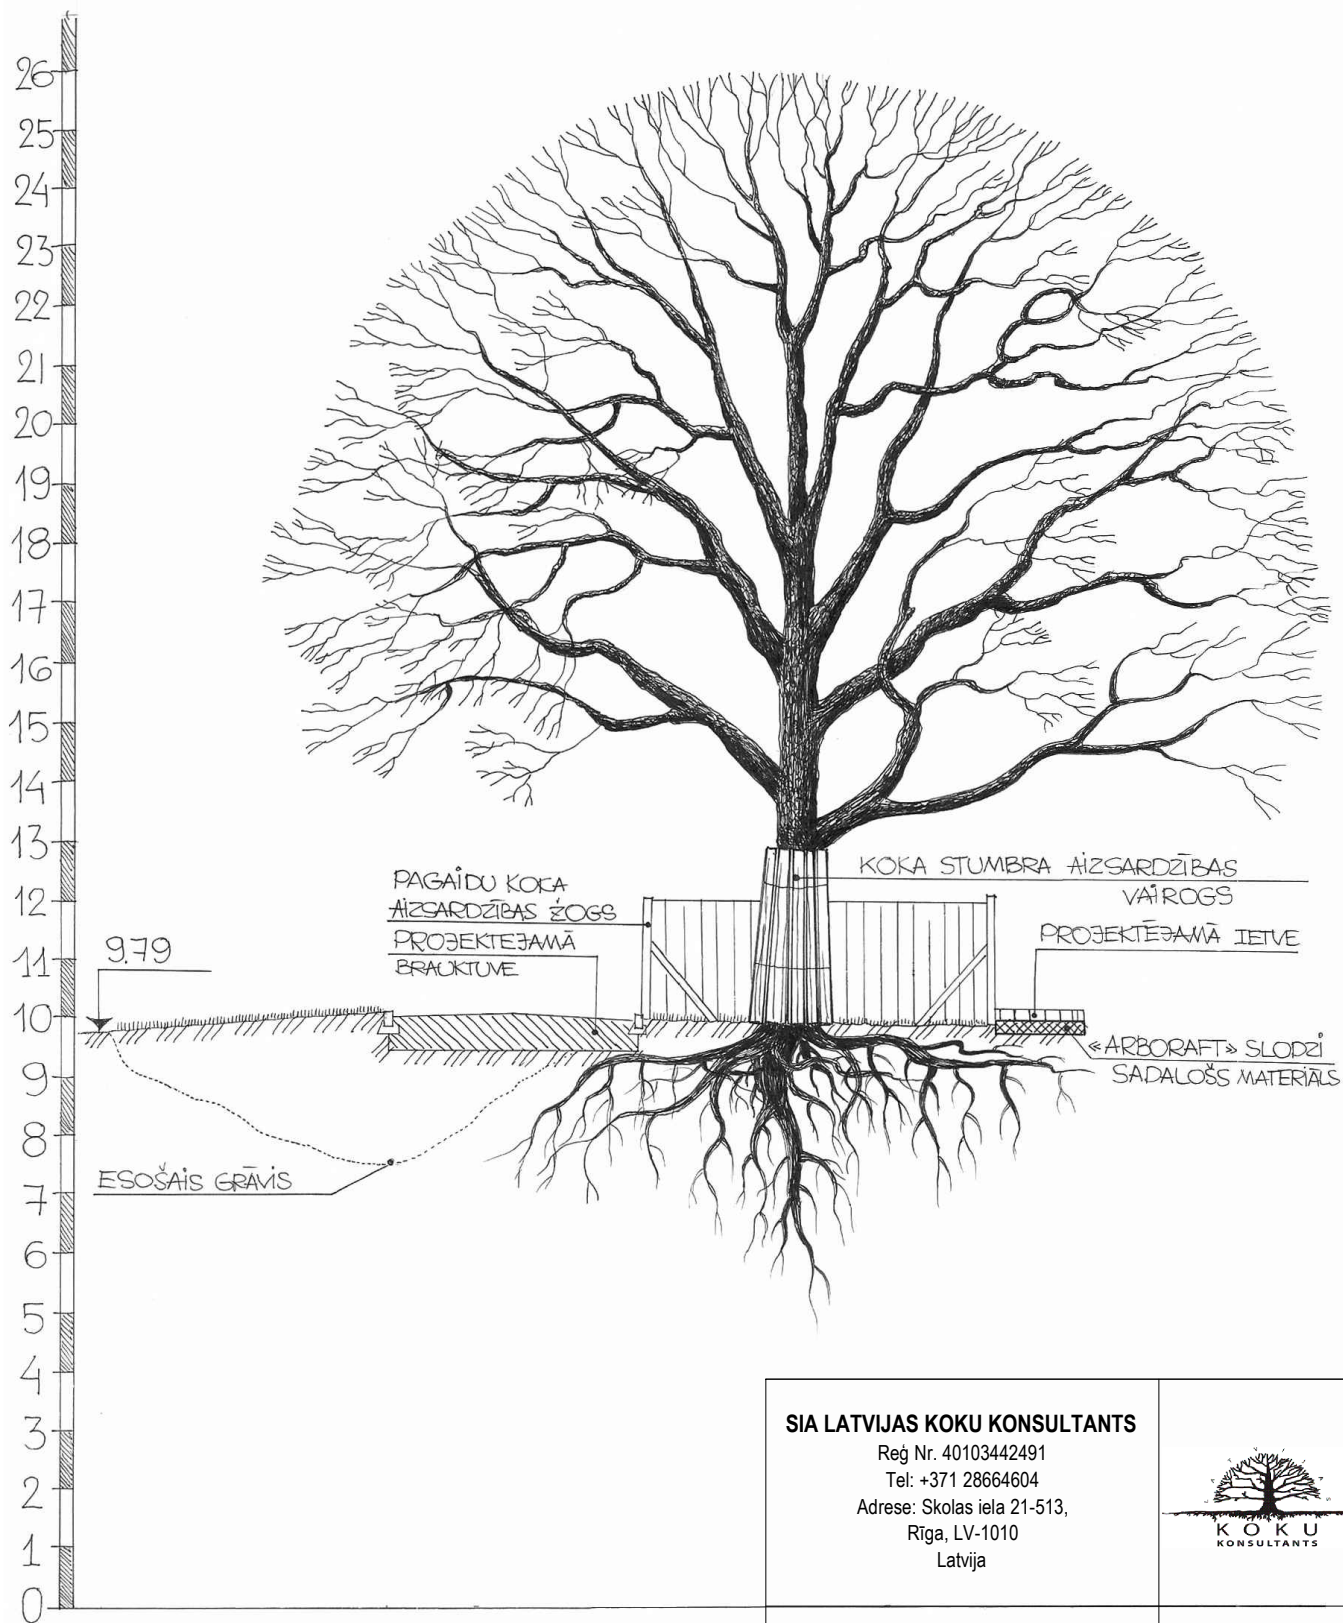 26
25
24
23
22
21
20
19
18
17
16
15
14
13
12
11
10
9
8
7
6
5
4
3
2
1
0
PAGAIDU KOKA
AIZSARDZĪBAS ŽOGS
PROJEKTEJAMĀ
BRAUKTUVE
KOKA STUMBRA AIZSARDZĪBAS
VAIROGS
PROJEKTĒJAMĀ IETVE
9.79
«ARBORAFT» SLODZI
SADALOŠS MATERIĀLS
ESOŠAIS GRĀVIS
SIA LATVIJAS KOKU KONSULTANTS
Reģ Nr. 40103442491
Tel: +371 28664604
Adrese: Skolas iela 21-513,
Rīga, LV-1010
Latvija
KOKU
KONSULTANTS